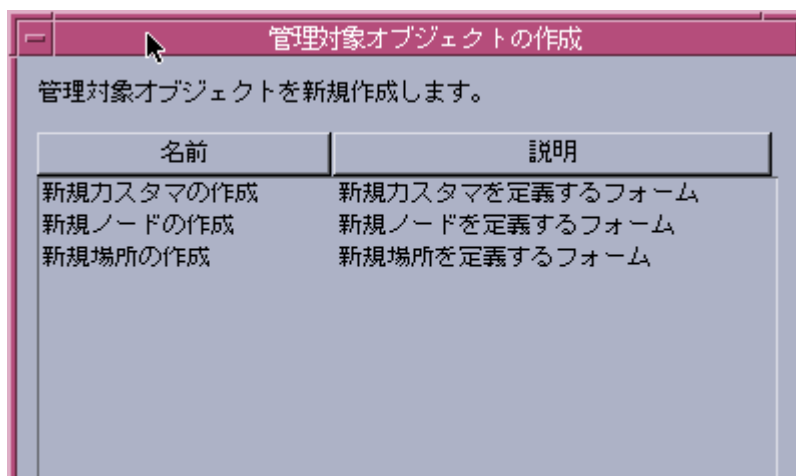 管理対象オブジェクトの作成
管理対象オブジェクトを新規作成します。
名前 説明
新規カスタマの作成 新規カスタマを定義するフォーム
新規ノードの作成 新規ノードを定義するフォーム
新規場所の作成 新規場所を定義するフォーム